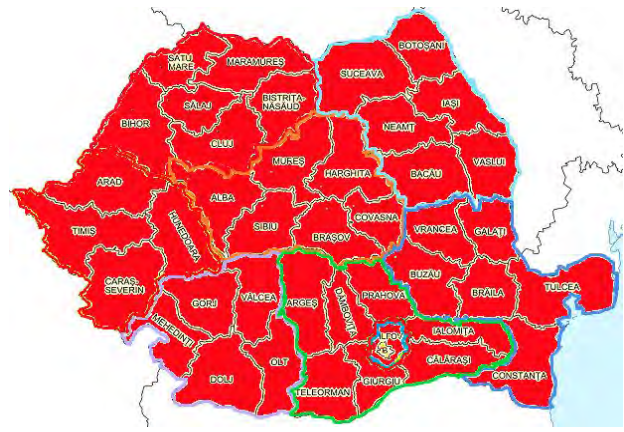 BOTOȘANI
SATU
MARE
MARAMUREȘ
SUCEAVA
SĂLAJ
BISTRIȚA
NĂSĂUD
IAȘI
BIHOR
NEAMȚ
CLUJ
MUREȘ
HARGHITA
BACĂU
VASLUI
ARAD
ALBA
HUNEDOARA
SIBIU
BRAȘOV
COVASNA
TIMIȘ
VRANCEA
GALAȚI
CARAȘ
SEVERIN
GORJ
VÂLCEA
ARGEȘ
DÂMBOVIȚA
PRAHOVA
BUZĂU
BRĂILA
TULCEA
MEHEDINȚI
IALOMIȚA
DOLJ
OLT
TELEORMAN
GIURGIU
CĂLĂRAȘI
CONSTANȚA